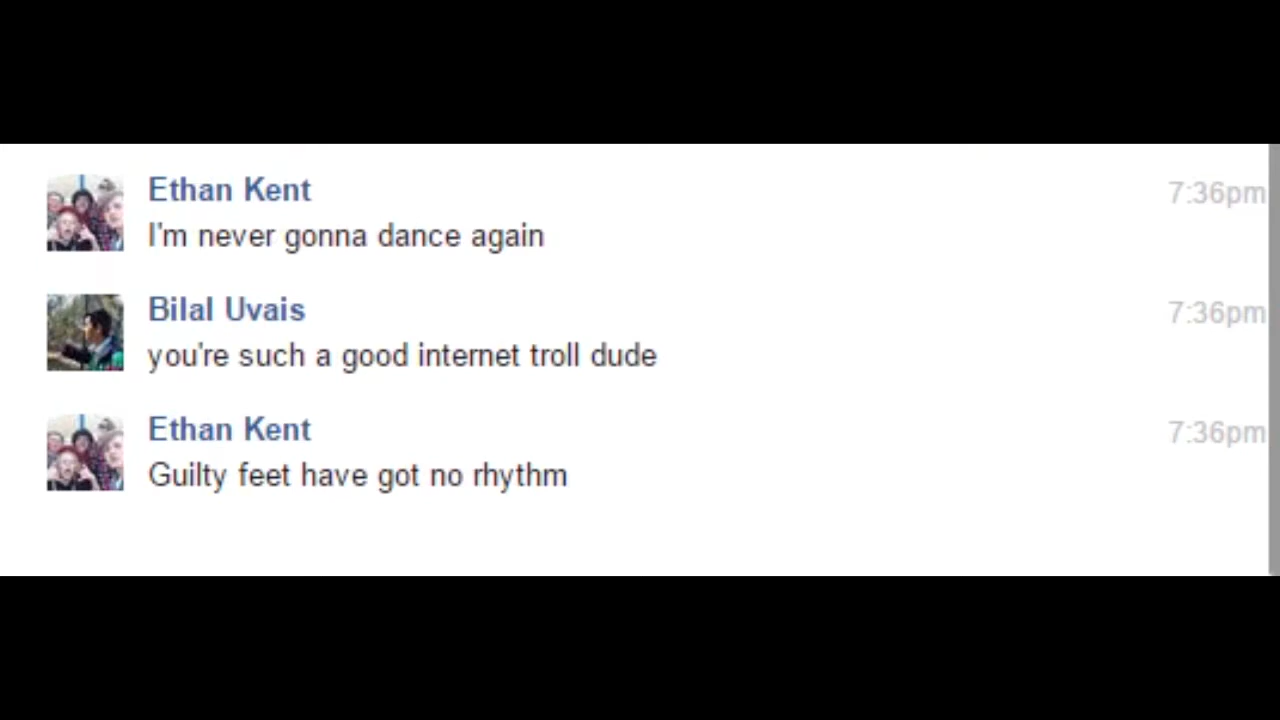 Ethan Kent
7:36pm
I'm never gonna dance again
Bilal Uvais
7:36pm
you're such a good internet troll dude
Ethan Kent
7:36pm
Guilty feet have got no rhythm